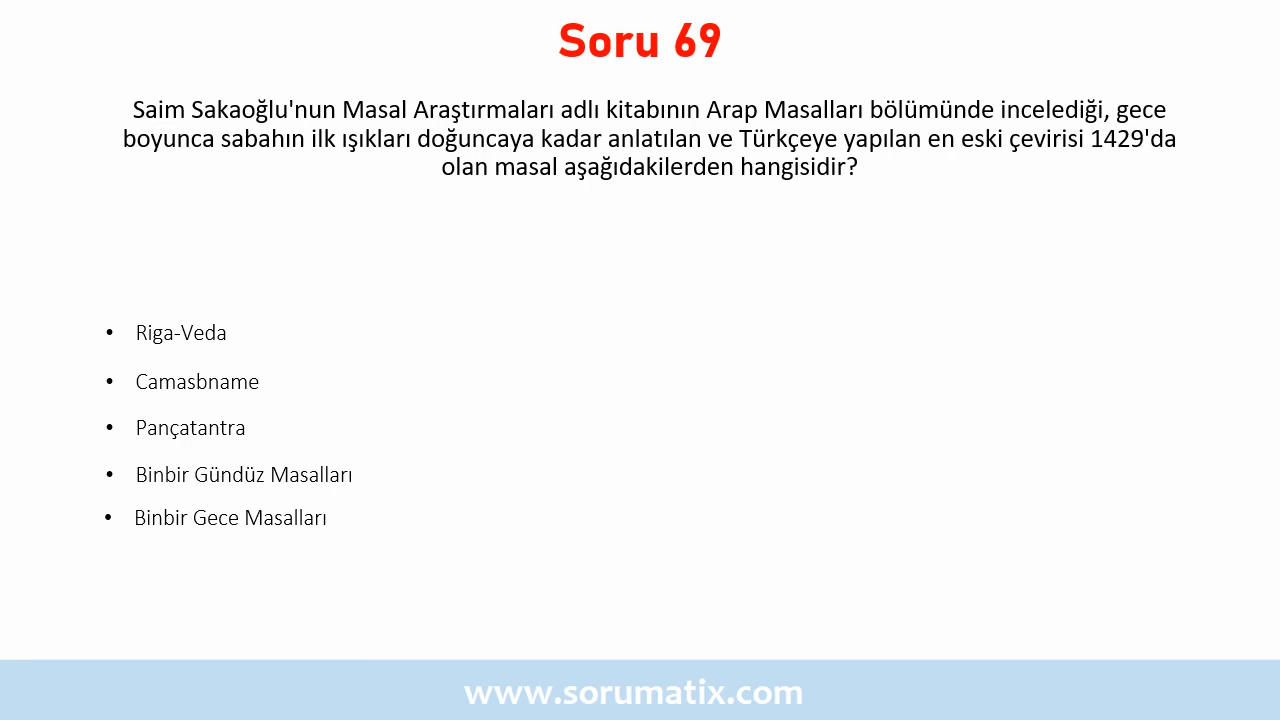 Soru 69
Saim Sakaoğlu'nun Masal Araştırmaları adlı kitabının Arap Masalları bölümünde incelediği, gece
boyunca sabahın ilk ışıkları doğuncaya kadar anlatılan ve Türkçeye yapılan en eski çevirisi 1429'da
olan masal aşağıdakilerden hangisidir?
• Riga-Veda
• Camasbname
• Pançatantra
• Binbir Gündüz Masalları
• Binbir Gece Masalları
www.sorumatix.com